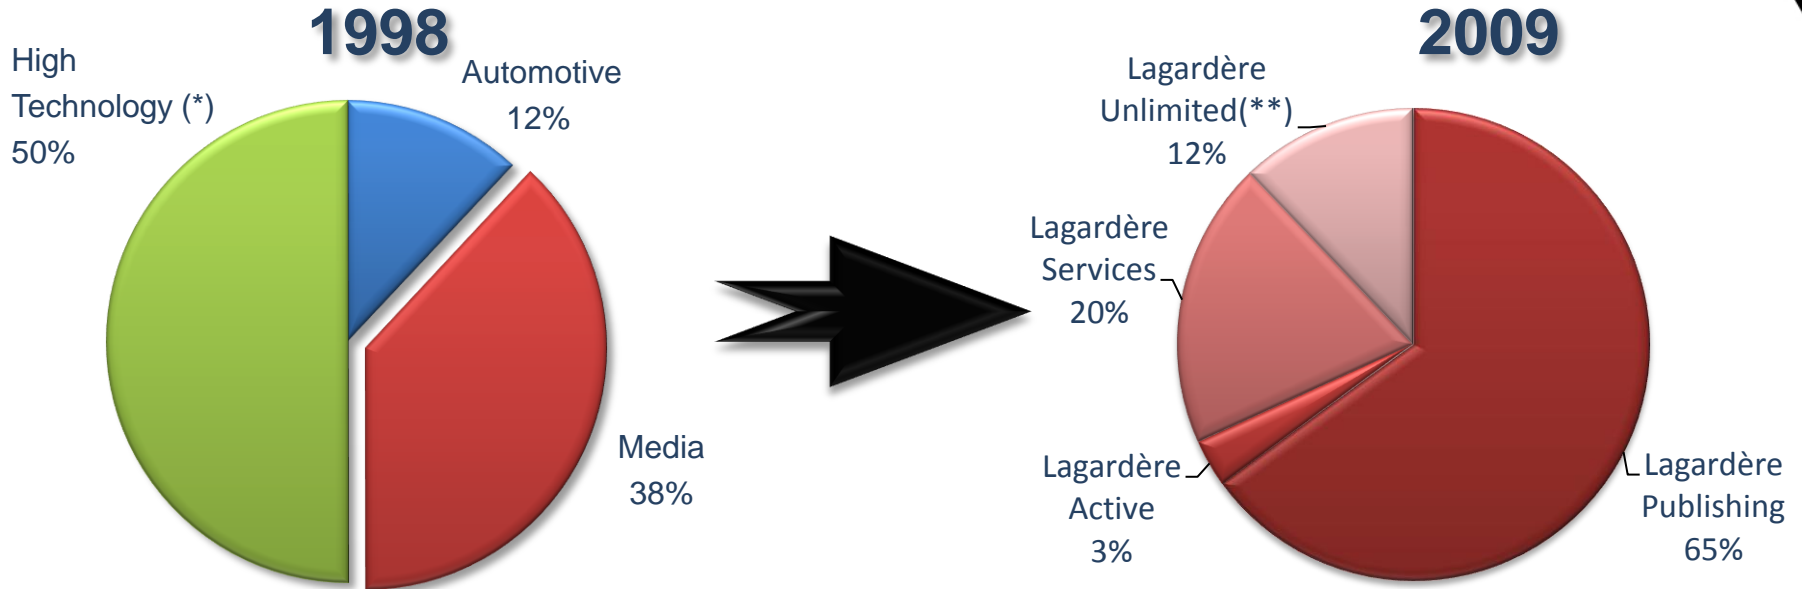 1998
High
Technology (*)
50%
Automotive
12%
Media
38%
2009
Lagardère
Unlimited(**)
12%
Lagardère
Services
20%
Lagardère
Active
3%
Lagardère
Publishing
65%